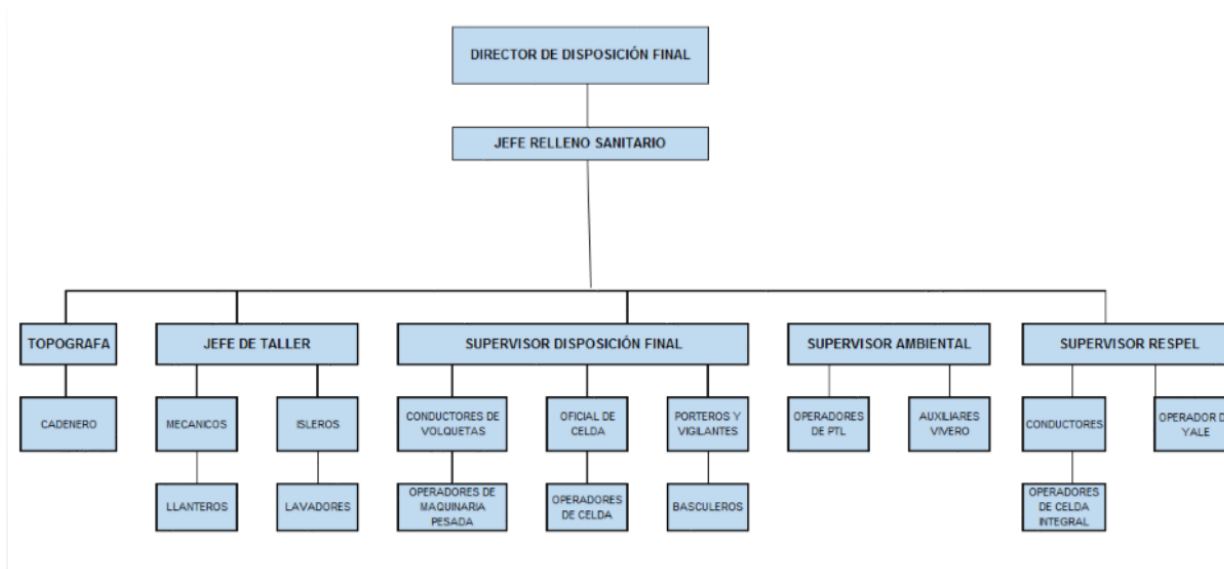 DIRECTOR DE DISPOSICIÓN FINAL
JEFE RELLENO SANITARIO
TOPOGRAFA
JEFE DE TALLER
SUPERVISOR DISPOSICIÓN FINAL
SUPERVISOR AMBIENTAL
SUPERVISOR RESPEL
CADENERO
MECANICOS
ISLEROS
CONDUCTORES DE
VOLQUETAS
OFICIAL DE
CELDA
PORTEROS Y
VIGILANTES
OPERADORES
DE PTL
AUXILIARES
VIVERO
CONDUCTORES
OPERADOR D
YALE
LLANTEROS
LAVADORES
OPERADORES DE
MAQUINARIA
PESADA
OPERADORES
DE CELDA
BASCULEROS
OPERADORES
DE CELDA
INTEGRAL